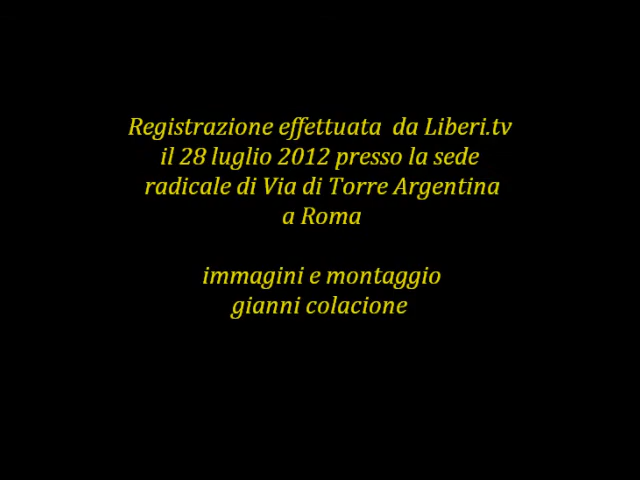 Registrazione effettuata da Liberi.tv
il 28 luglio 2012 presso la sede
radicale di Via di Torre Argentina
a Roma
immagini e montaggio
gianni colacione